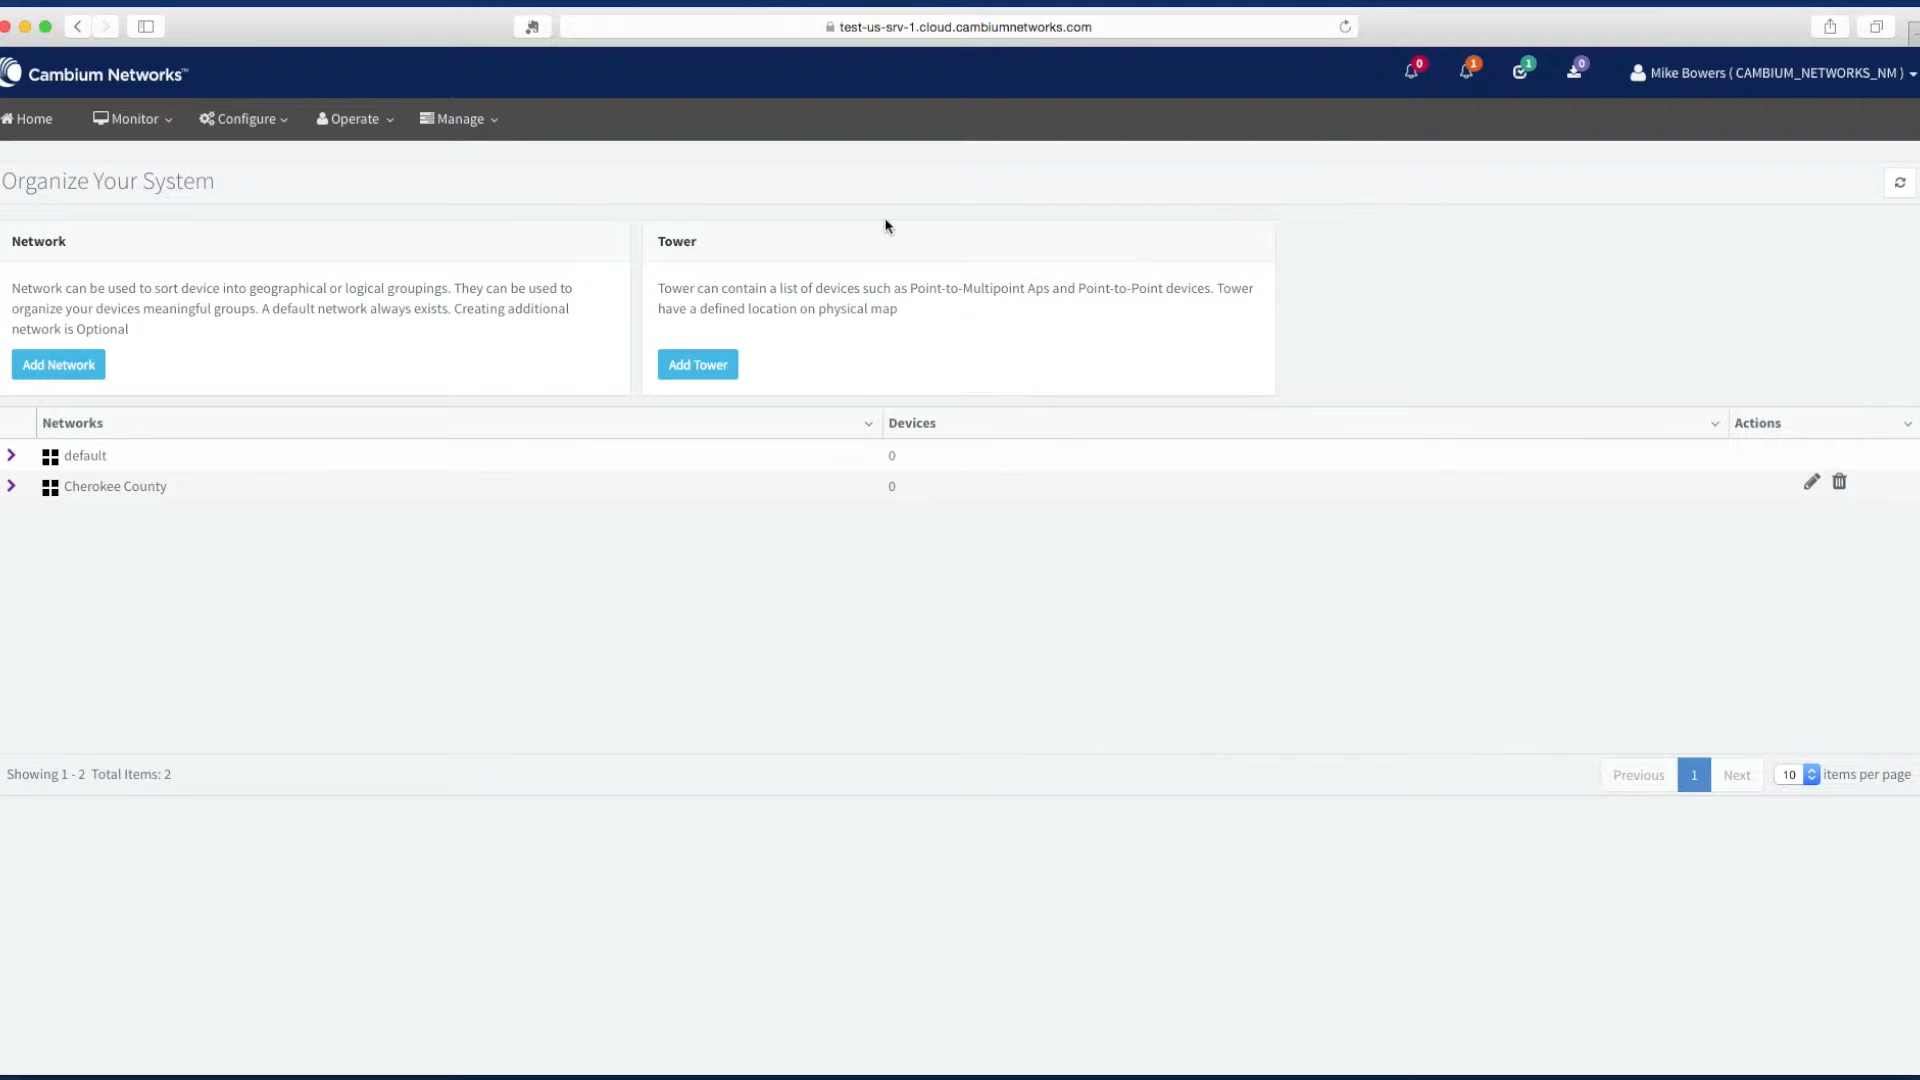 test-us-srv-1.cloud.cambiumnetworks.com
Cambium Networks™
0
1
1
0
Mike Bowers ( CAMBIUM_NETWORKS_NM )
Home
Monitor
Configure
Operate
Manage
Organize Your System
Network
Network can be used to sort device into geographical or logical groupings. They can be used to
organize your devices meaningful groups. A default network always exists. Creating additional
network is Optional
Add Network
Tower
Tower can contain a list of devices such as Point-to-Multipoint Aps and Point-to-Point devices. Tower
have a defined location on physical map
Add Tower
Networks
Devices
Actions
default
0
Cherokee County
0
Showing 1 - 2 Total Items: 2
Previous
1
Next
10
items per page